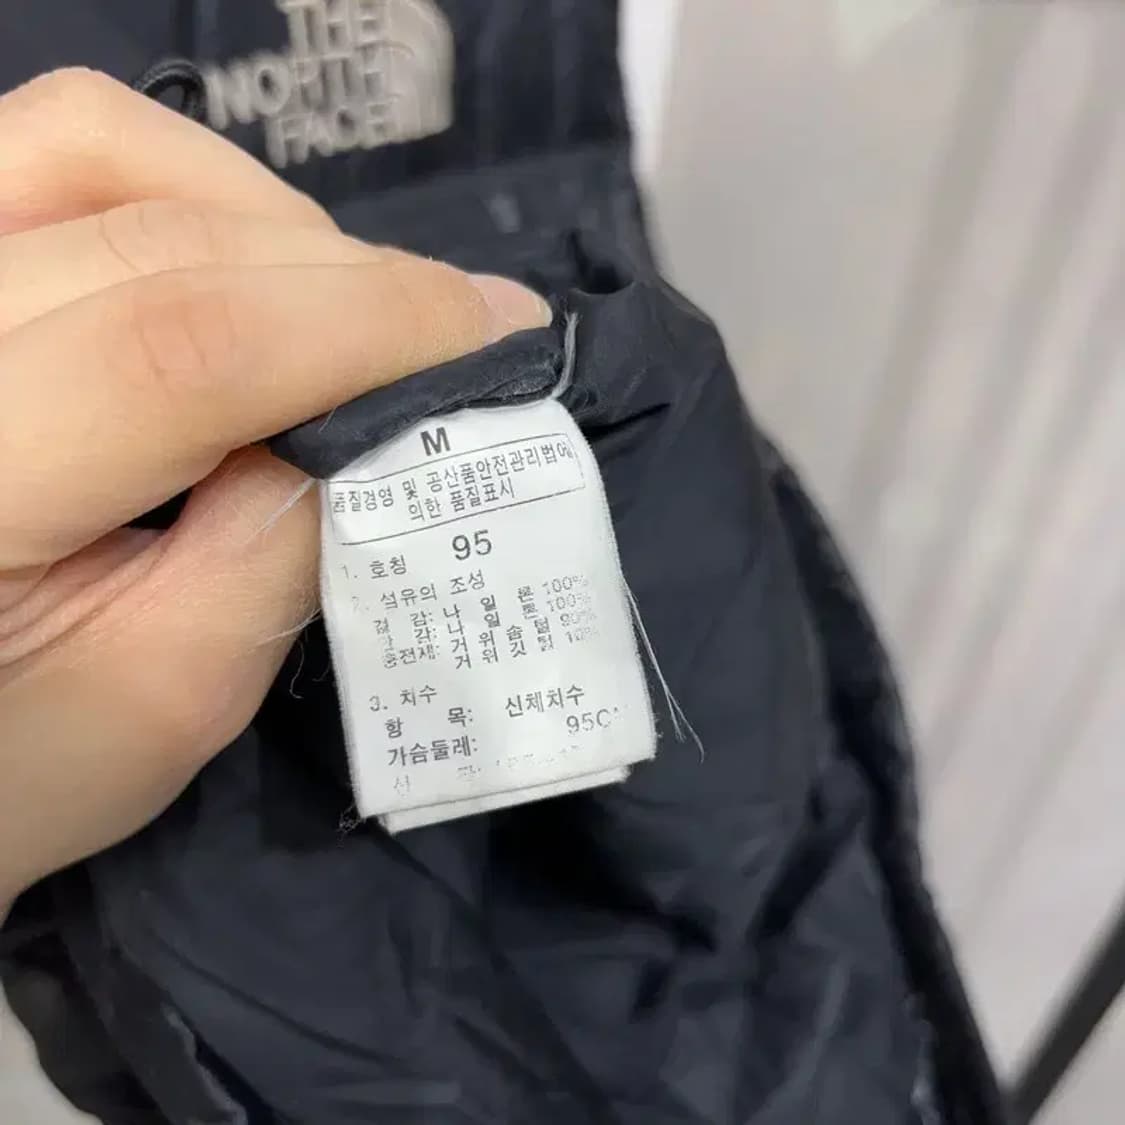 THE
NORTH
FACE
M
품질경영 및 공산품안전관리법에
의한 품질표시
1. 호칭 95
2. 섬유의 조성
겉 감: 나 일 론 100%
안 감: 나 일 론 100%
충전재: 거 위 솜 털 90%
거 위 깃 털 10%
3. 치수
항 목: 신체치수
가슴둘레: 95C